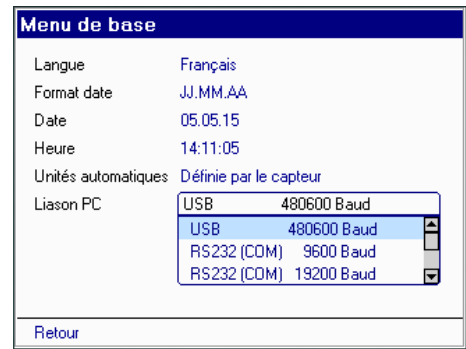 Menu de base
Langue Français
Format date JJ.MM.AA
Date 05.05.15
Heure 14:11:05
Unités automatiques Définie par le capteur
Liason PC USB 480600 Baud
USB 480600 Baud
RS232 (COM) 9600 Baud
RS232 (COM) 19200 Baud
Retour